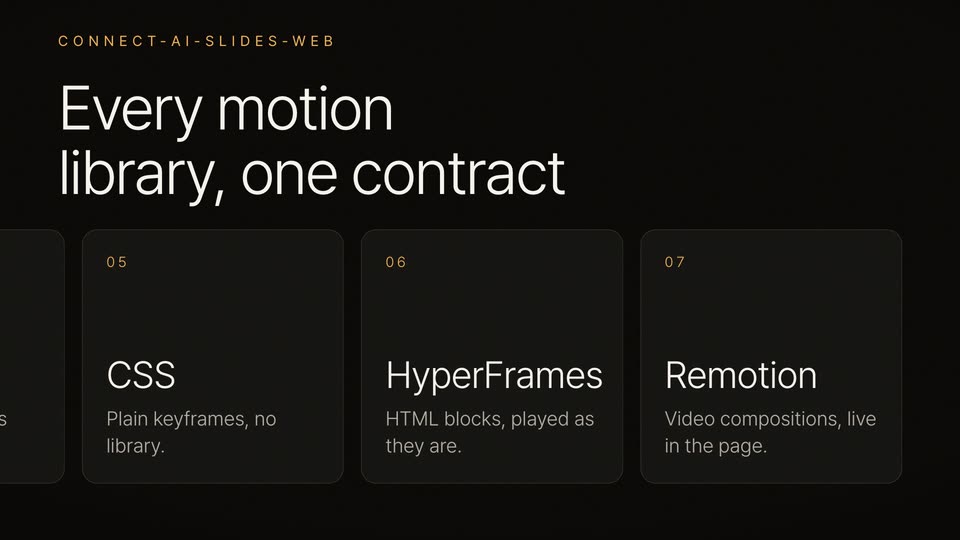 CONNECT-AI-SLIDES-WEB
Every motion
library, one contract
s
05
CSS
Plain keyframes, no
library.
06
HyperFrames
HTML blocks, played as
they are.
07
Remotion
Video compositions, live
in the page.